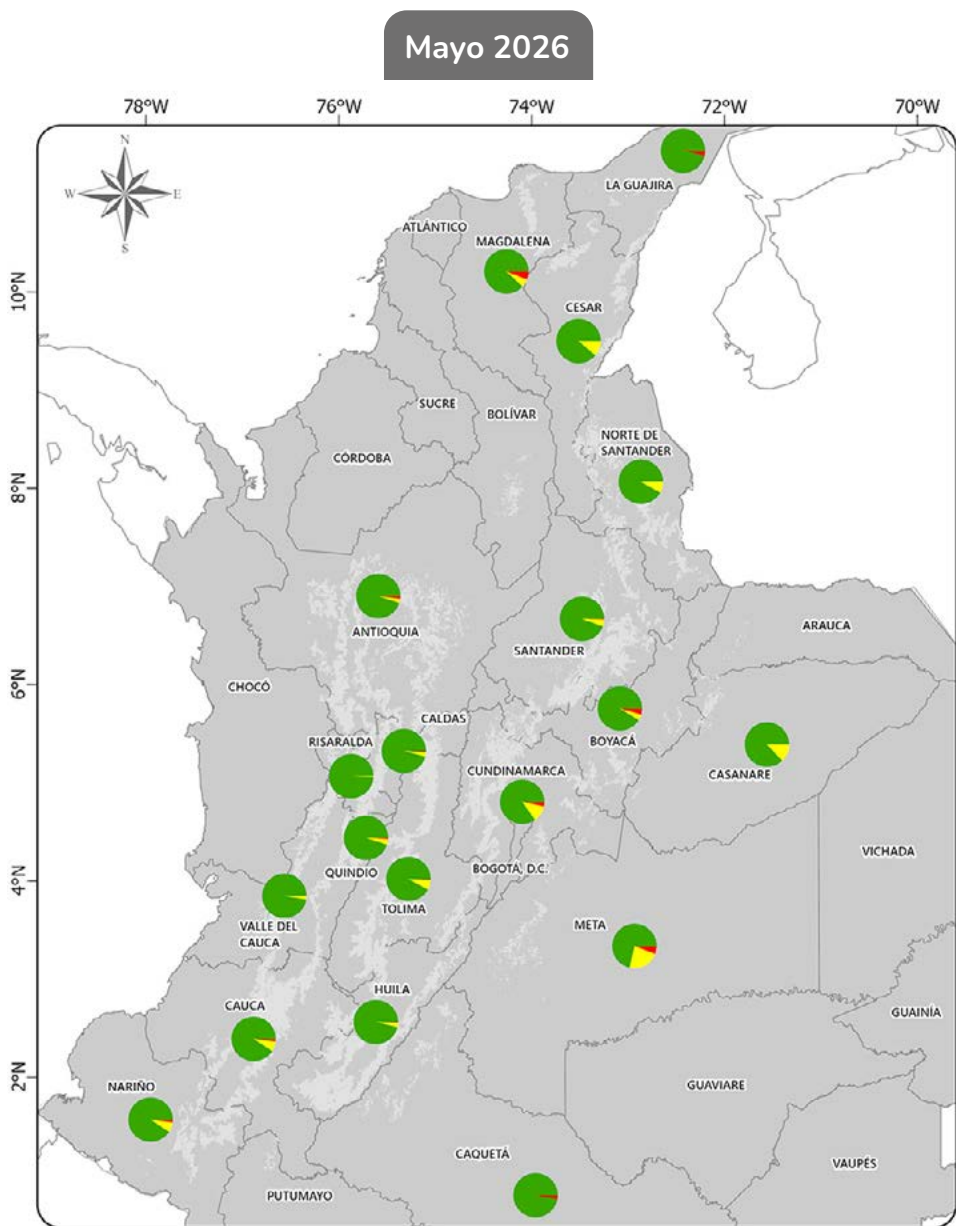 Mayo 2026
78°W
76°W
74°W
72°W
70°W
N
W
E
S
10°N
8°N
6°N
4°N
2°N
LA GUAJIRA
ATLÁNTICO
MAGDALENA
CESAR
SUCRE
BOLÍVAR
NORTE DE
SANTANDER
CÓRDOBA
ANTIOQUIA
SANTANDER
ARAUCA
CHOCÓ
CALDAS
RISARALDA
BOYACÁ
CUNDINAMARCA
CASANARE
VICHADA
QUINDIO
BOGOTÁ, D.C.
TOLIMA
VALLE DEL
CAUCA
META
HUILA
CAUCA
GUAINÍA
NARIÑO
GUAVIARE
CAQUETÁ
VAUPÉS
PUTUMAYO